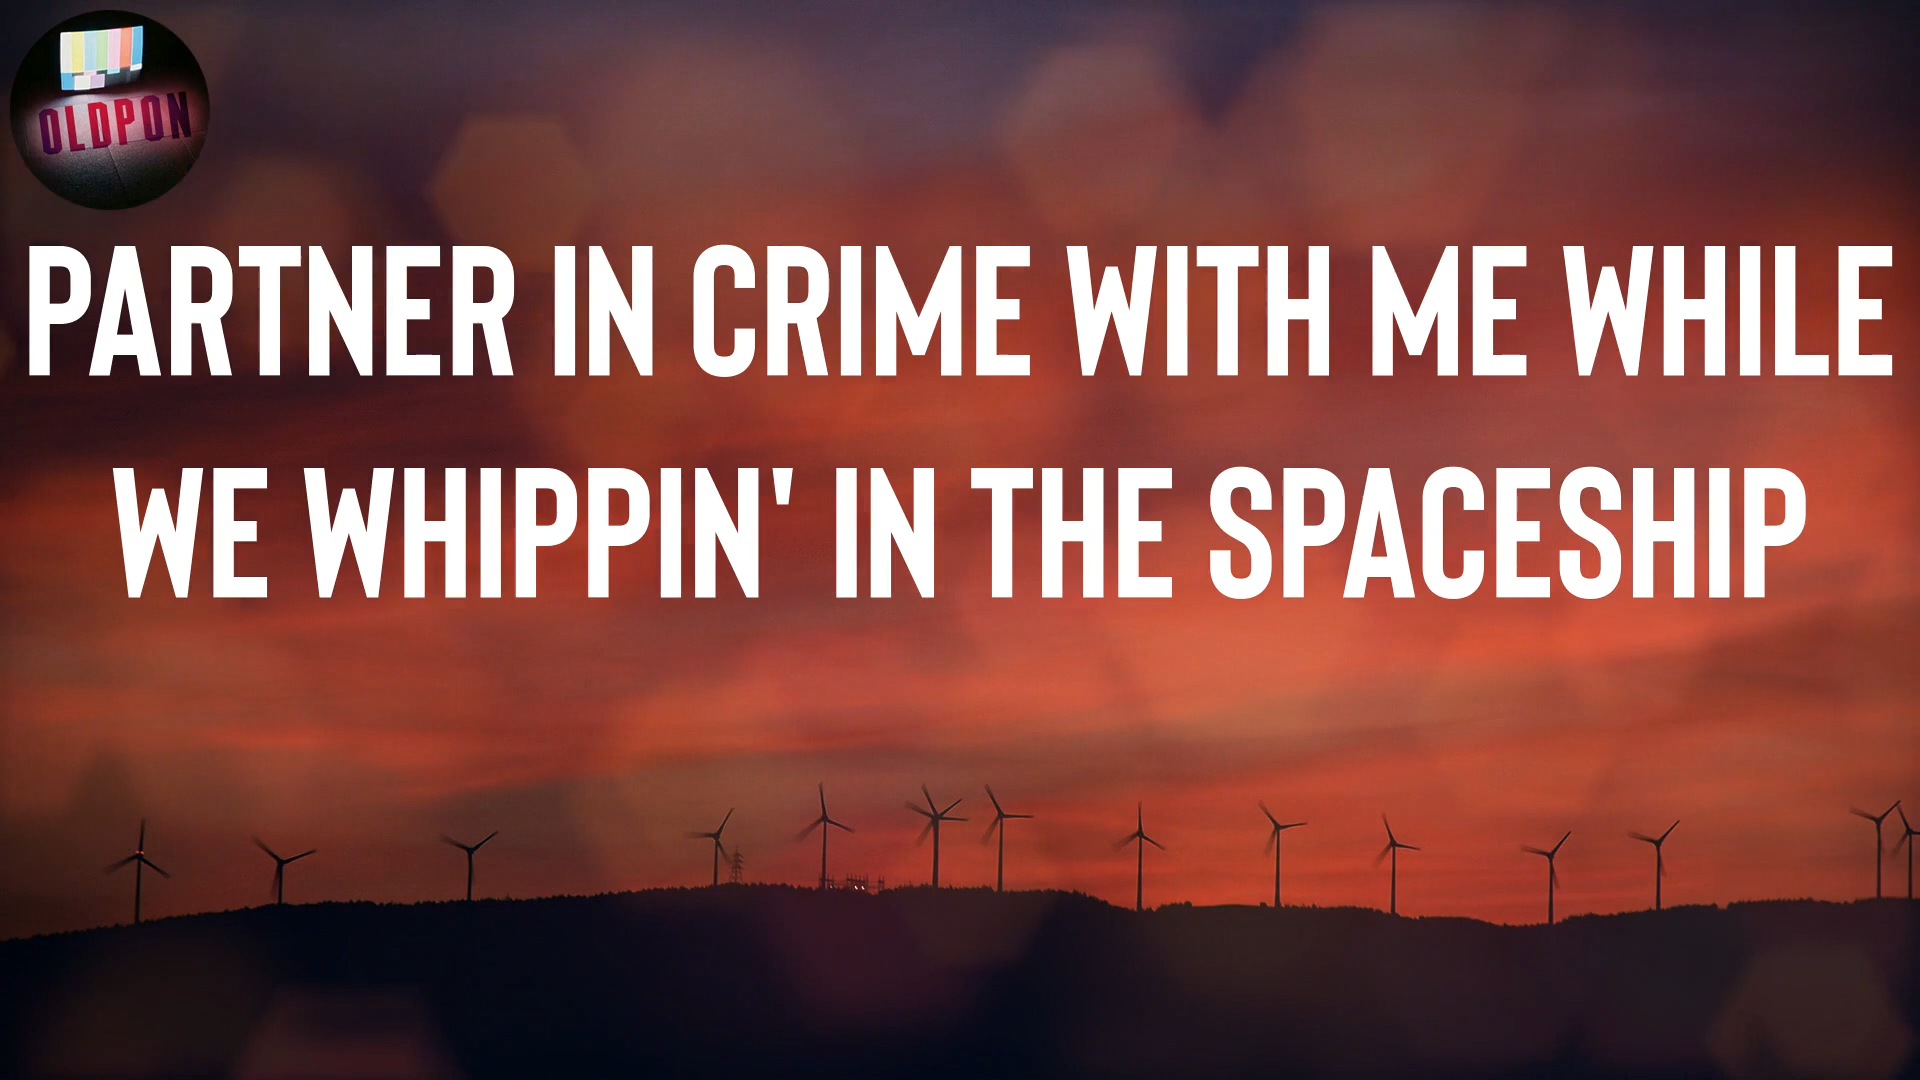 OLDPON
PARTNER IN CRIME WITH ME WHILE
WE WHIPPIN' IN THE SPACESHIP